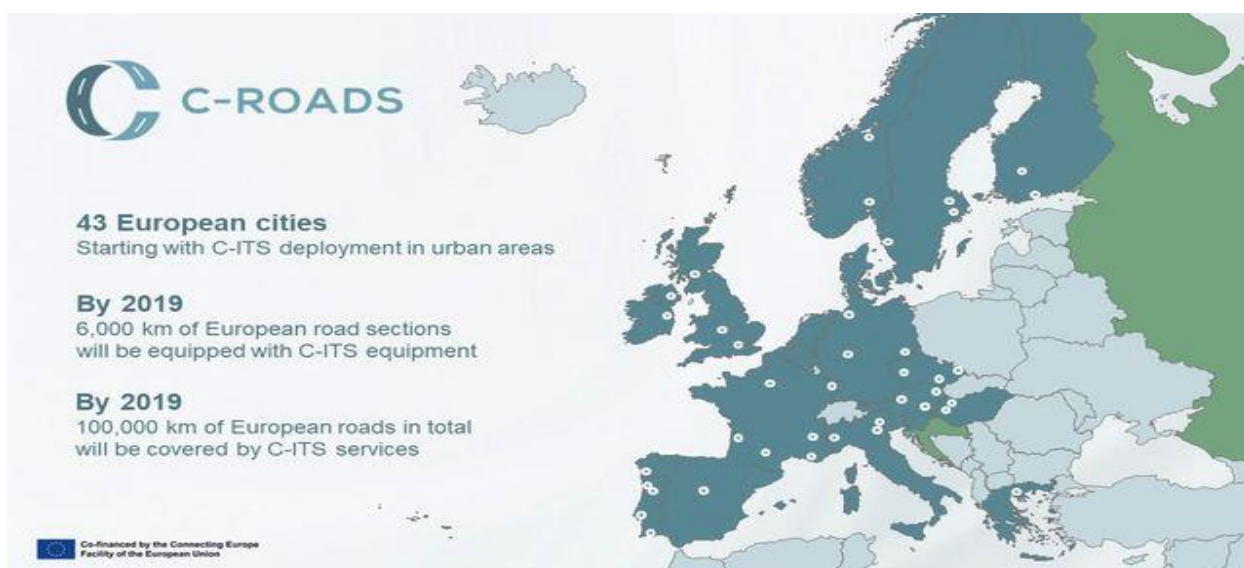 C-ROADS
43 European cities
Starting with C-ITS deployment in urban areas
By 2019
6,000 km of European road sections
will be equipped with C-ITS equipment
By 2019
100,000 km of European roads in total
will be covered by C-ITS services
Co-financed by the Connecting Europe
Facility of the European Union